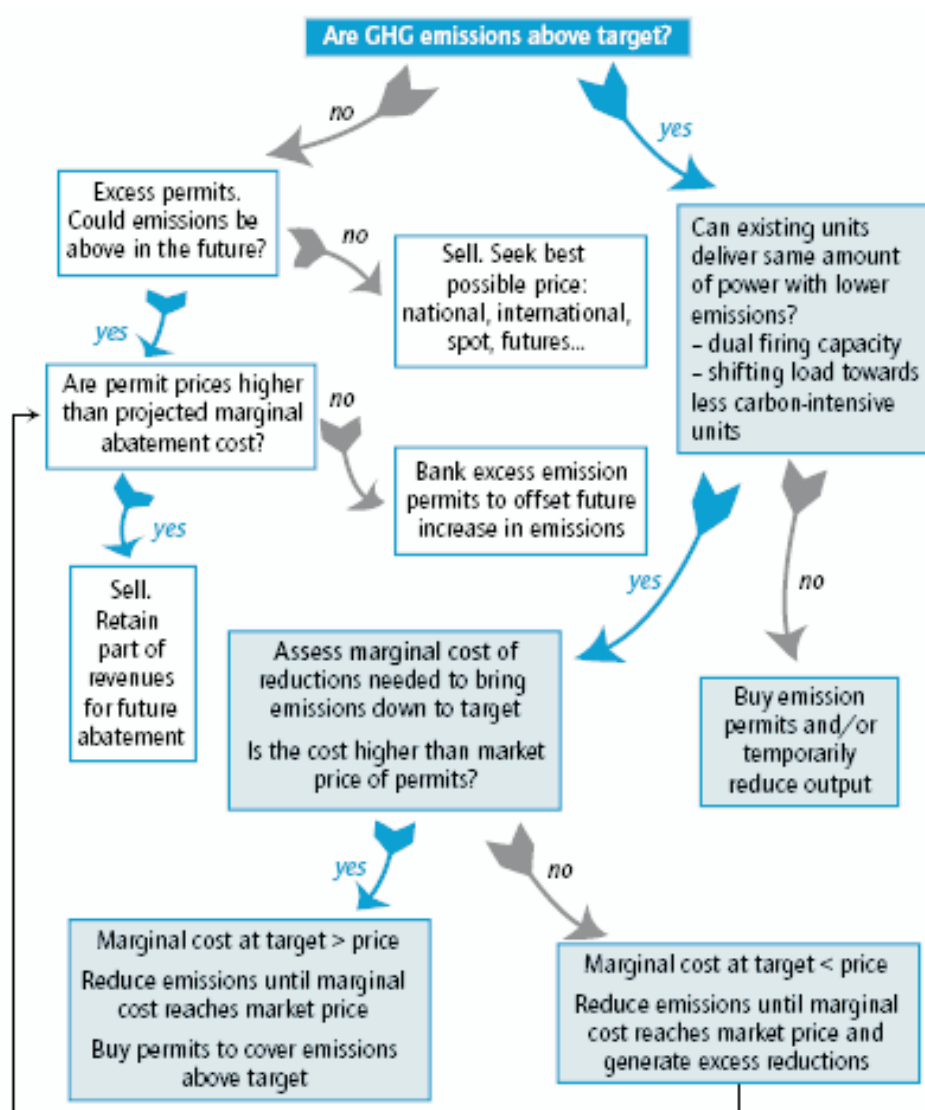 Are GHG emissions above target?
no
yes
Excess permits.
Could emissions be
above in the future?
no
Sell. Seek best
possible price:
national, international,
spot, futures...
Can existing units
deliver same amount
of power with lower
emissions?
– dual firing capacity
– shifting load towards
less carbon-intensive
units
yes
Are permit prices higher
than projected marginal
abatement cost?
no
Bank excess emission
permits to offset future
increase in emissions
yes
Sell.
Retain
part of
revenues
for future
abatement
yes
no
Assess marginal cost of
reductions needed to bring
emissions down to target
Is the cost higher than market
price of permits?
Buy emission
permits and/or
temporarily
reduce output
yes
no
Marginal cost at target > price
Reduce emissions until marginal
cost reaches market price
Buy permits to cover emissions
above target
Marginal cost at target < price
Reduce emissions until marginal
cost reaches market price and
generate excess reductions